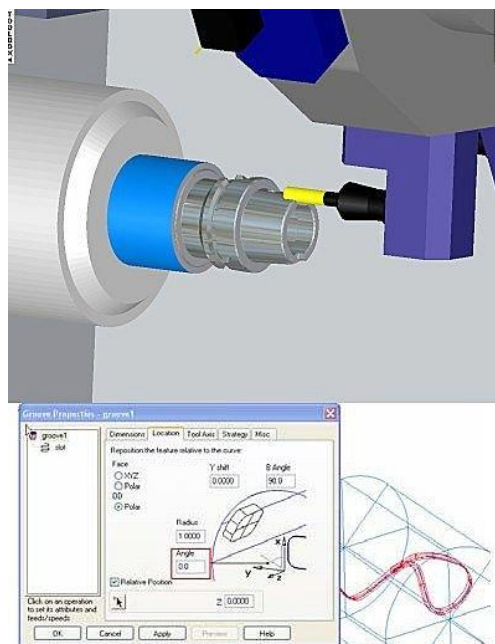 Groove Properties - groove1
groove1
slot
Dimensions Location Tool Axis Strategy Misc
Reposition the feature relative to the curve:
Face
XYZ
Polar
OD
Polar
Y shift
0.0000
B Angle
90.0
Radius
1.0000
Angle
0.0
X
Y
Z
Relative Position
Z 0.0000
Click on an operation
to set its attributes and
feeds/speeds
OK Cancel Apply Preview Help